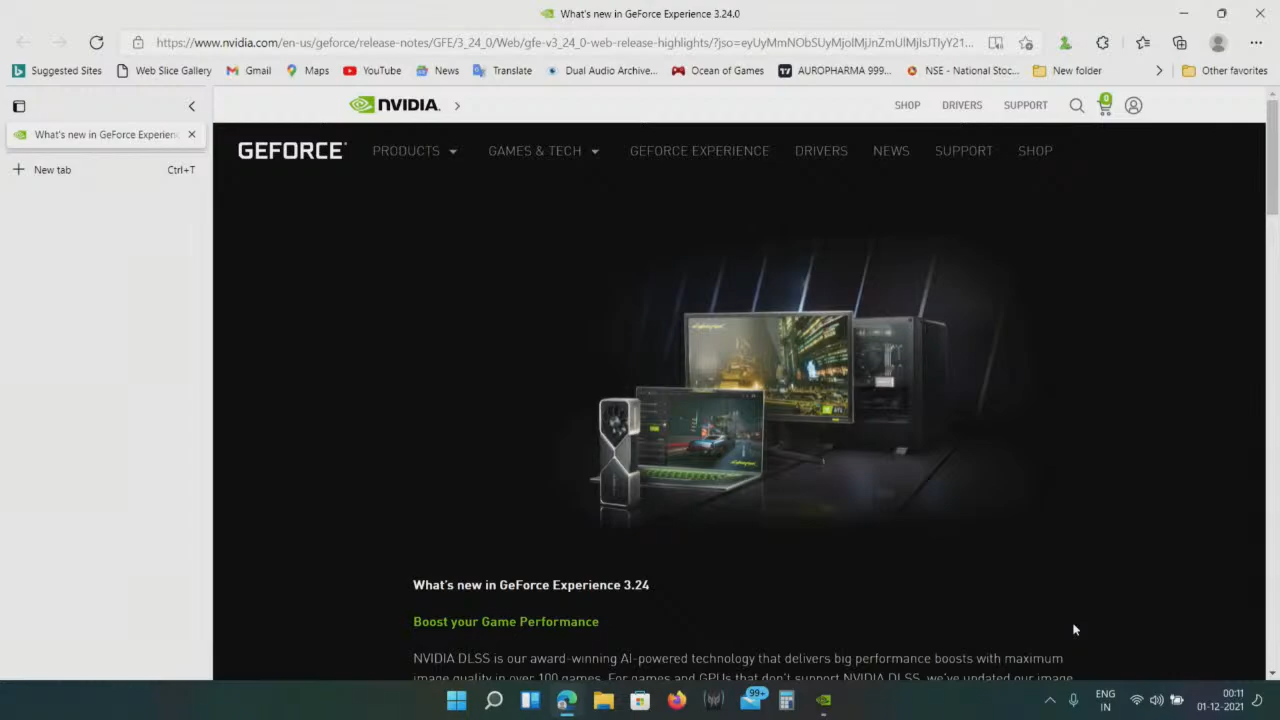 What's new in GeForce Experience 3.24.0
https://www.nvidia.com/en-us/geforce/release-notes/GFE/3_24_0/Web/gfe-v3_24_0-web-release-highlights/?jso=
Suggested Sites
Web Slice Gallery
Gmail
Maps
YouTube
News
Translate
Dual Audio Archive...
Ocean of Games
AUROPHARMA 999...
NSE - National Stoc...
New folder
Other favorites
What's new in GeForce Experien
New tab
Ctrl+T
NVIDIA.
SHOP
DRIVERS
SUPPORT
0
GEFORCE
PRODUCTS
GAMES & TECH
GEFORCE EXPERIENCE
DRIVERS
NEWS
SUPPORT
SHOP
What's new in GeForce Experience 3.24
Boost your Game Performance
NVIDIA DLSS is our award-winning AI-powered technology that delivers big performance boosts with maximum
image quality in over 100 games. For games and GPUs that don't support NVIDIA DLSS, we've updated our image
99+
ENG
IN
00:11
01-12-2021